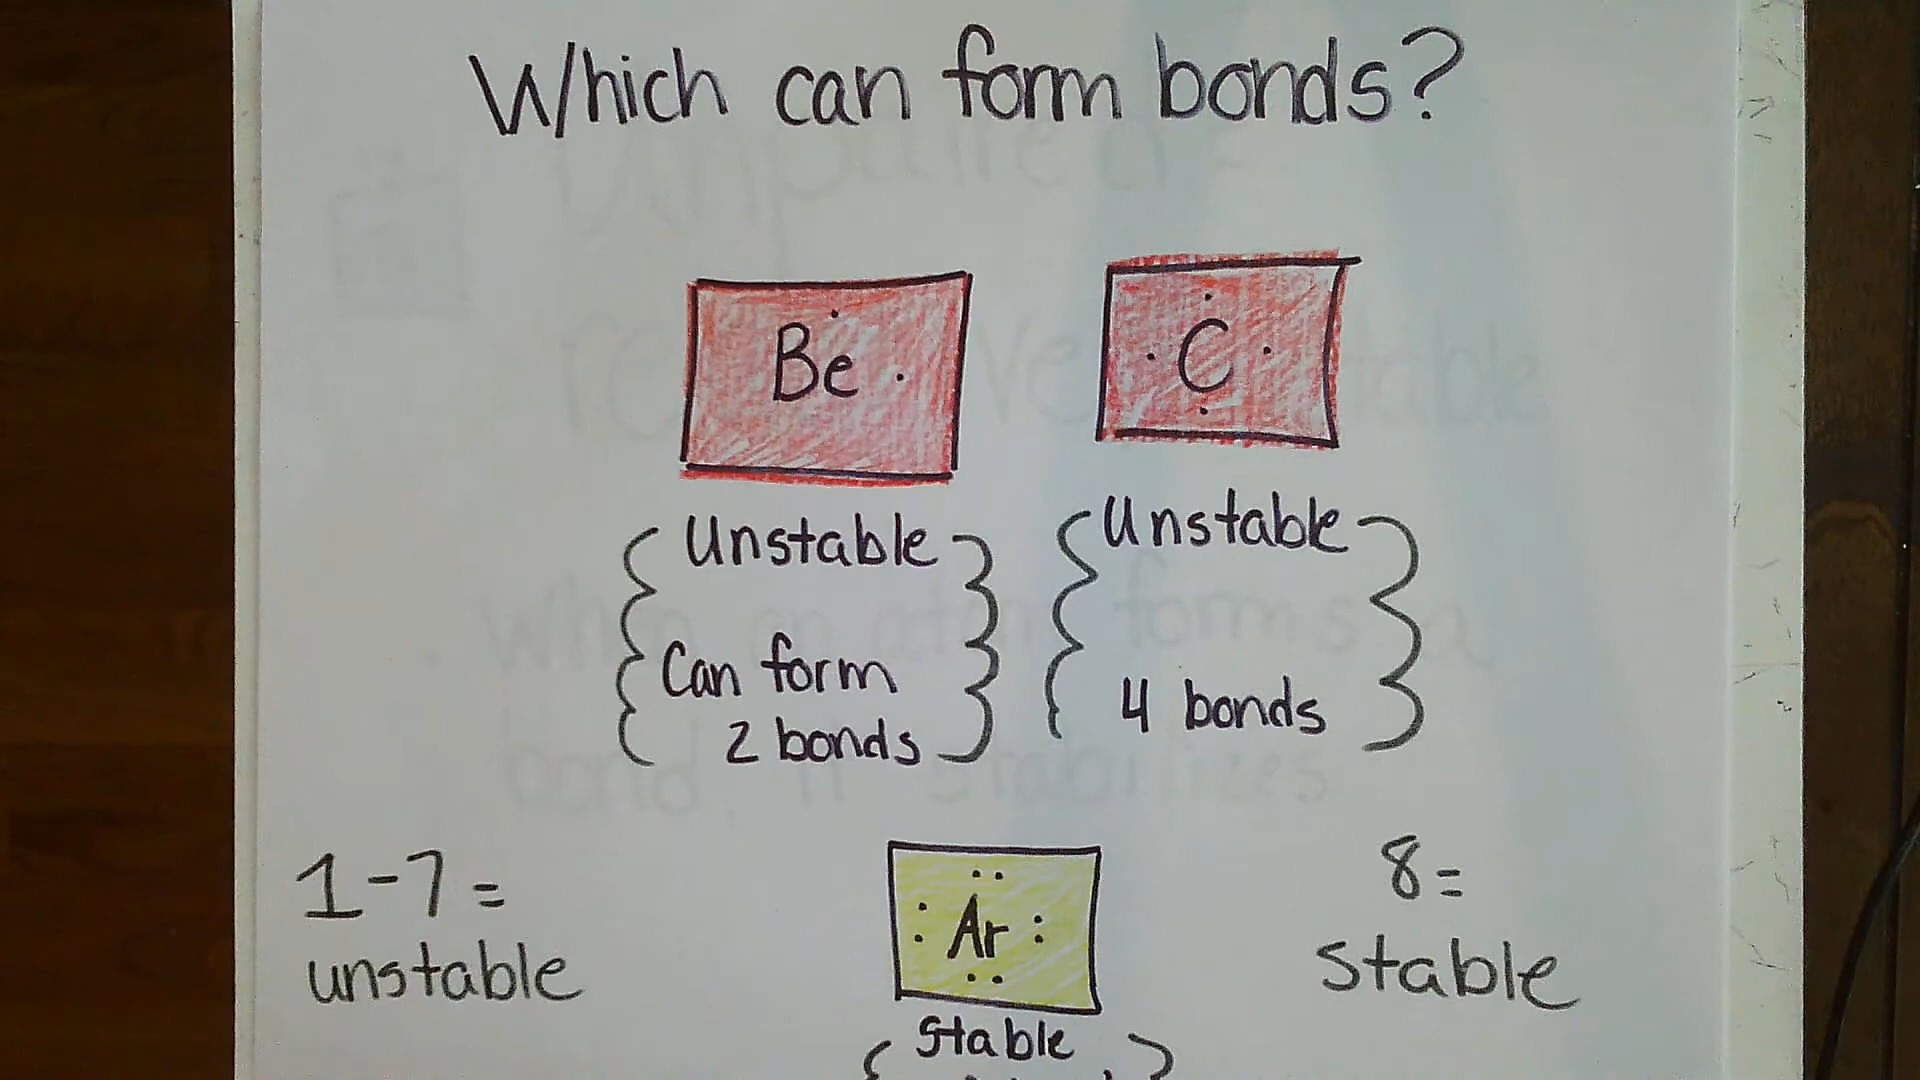 Which can form bonds?
Be
C
Unstable
Can form
2 bonds
Unstable
4 bonds
1-7=
unstable
Ar
8=
stable
Stable